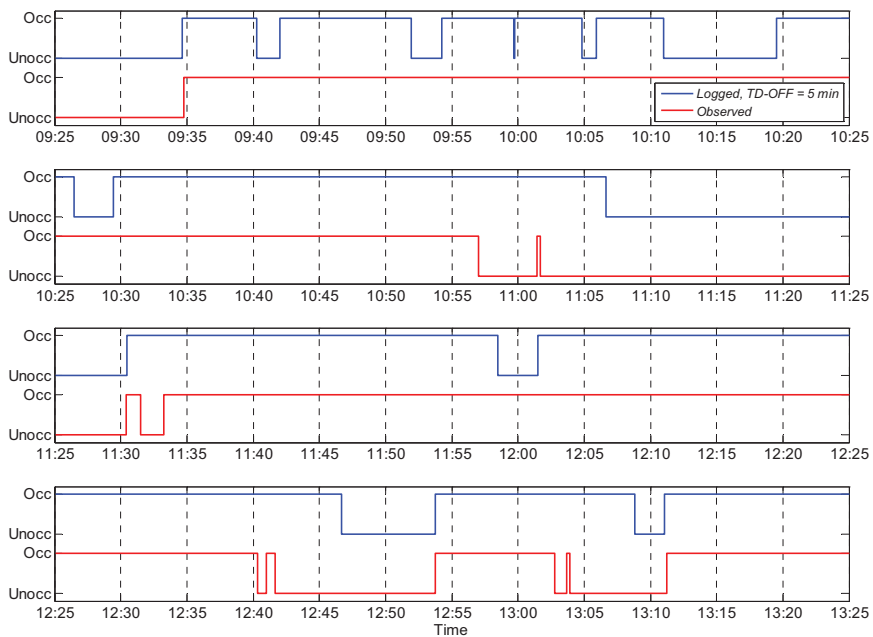 Occ
Unocc
Occ
Unocc
Logged, TD-OFF = 5 min
Observed
09:25 09:30 09:35 09:40 09:45 09:50 09:55 10:00 10:05 10:10 10:15 10:20 10:25
Occ
Unocc
Occ
Unocc
10:25 10:30 10:35 10:40 10:45 10:50 10:55 11:00 11:05 11:10 11:15 11:20 11:25
Occ
Unocc
Occ
Unocc
11:25 11:30 11:35 11:40 11:45 11:50 11:55 12:00 12:05 12:10 12:15 12:20 12:25
Occ
Unocc
Occ
Unocc
12:25 12:30 12:35 12:40 12:45 12:50 12:55 13:00 13:05 13:10 13:15 13:20 13:25
Time